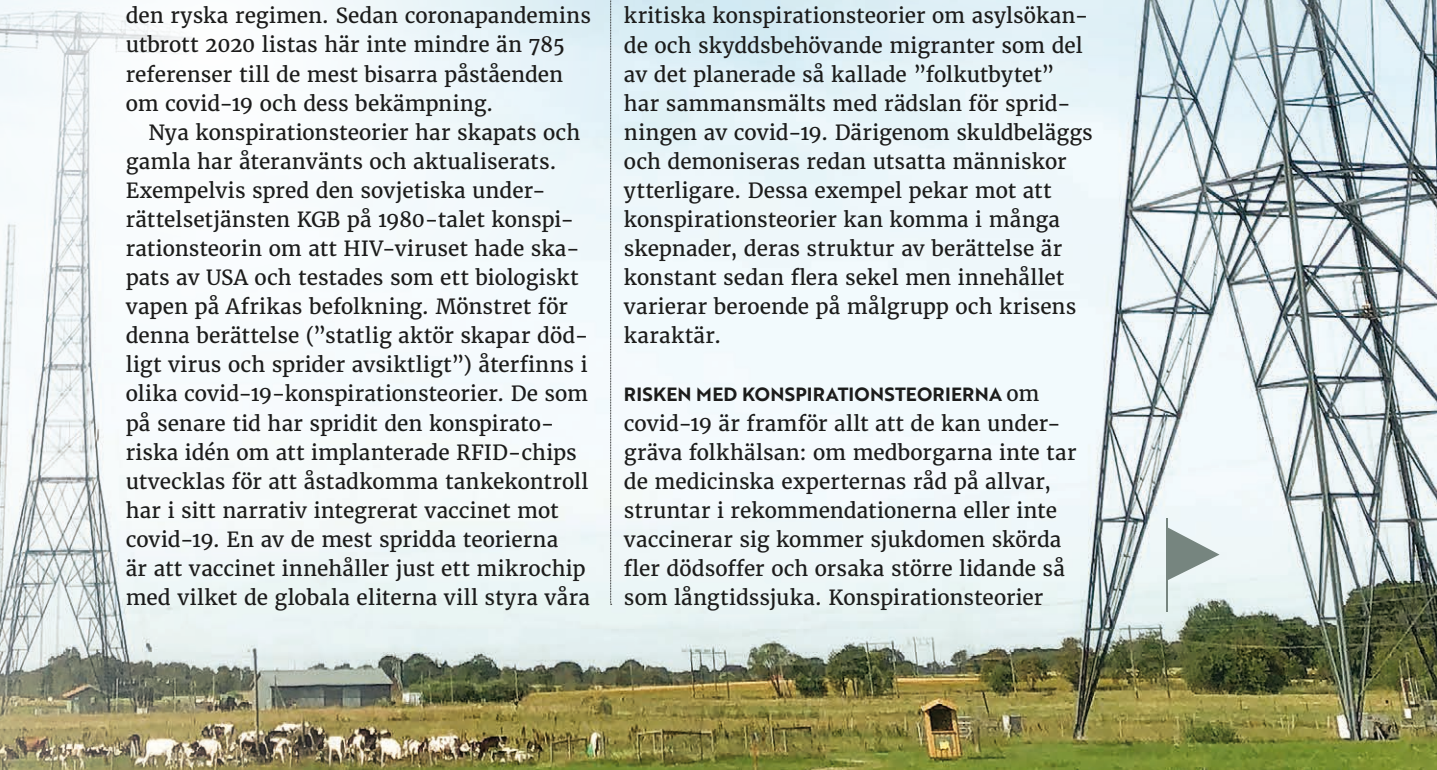 den ryska regimen. Sedan coronapandemins
utbrott 2020 listas här inte mindre än 785
referenser till de mest bisarra påståenden
om covid-19 och dess bekämpning.
Nya konspirationsteorier har skapats och
gamla har återanvänts och aktualiserats.
Exempelvis spred den sovjetiska under-
rättelsetjänsten KGB på 1980-talet konspi-
rationsteorin om att HIV-viruset hade ska-
pats av USA och testades som ett biologiskt
vapen på Afrikas befolkning. Mönstret för
denna berättelse (”statlig aktör skapar död-
ligt virus och sprider avsiktligt”) återfinns i
olika covid-19-konspirationsteorier. De som
på senare tid har spridit den konspirato-
riska idén om att implanterade RFID-chips
utvecklas för att åstadkomma tankekontroll
har i sitt narrativ integrerat vaccinet mot
covid-19. En av de mest spridda teorierna
är att vaccinet innehåller just ett mikrochip
med vilket de globala eliterna vill styra våra
kritiska konspirationsteorier om asylsökan-
de och skyddsbehövande migranter som del
av det planerade så kallade ”folkutbytet”
har sammansmälts med rädslan för sprid-
ningen av covid-19. Därigenom skuldbeläggs
och demoniseras redan utsatta människor
ytterligare. Dessa exempel pekar mot att
konspirationsteorier kan komma i många
skepnader, deras struktur av berättelse är
konstant sedan flera sekel men innehållet
varierar beroende på målgrupp och krisens
karaktär.
RISKEN MED KONSPIRATIONSTEORIERNA om
covid-19 är framför allt att de kan under-
gräva folkhälsan: om medborgarna inte tar
de medicinska experternas råd på allvar,
struntar i rekommendationerna eller inte
vaccinerar sig kommer sjukdomen skörda
fler dödsoffer och orsaka större lidande så
som långtidssjuka. Konspirationsteorier